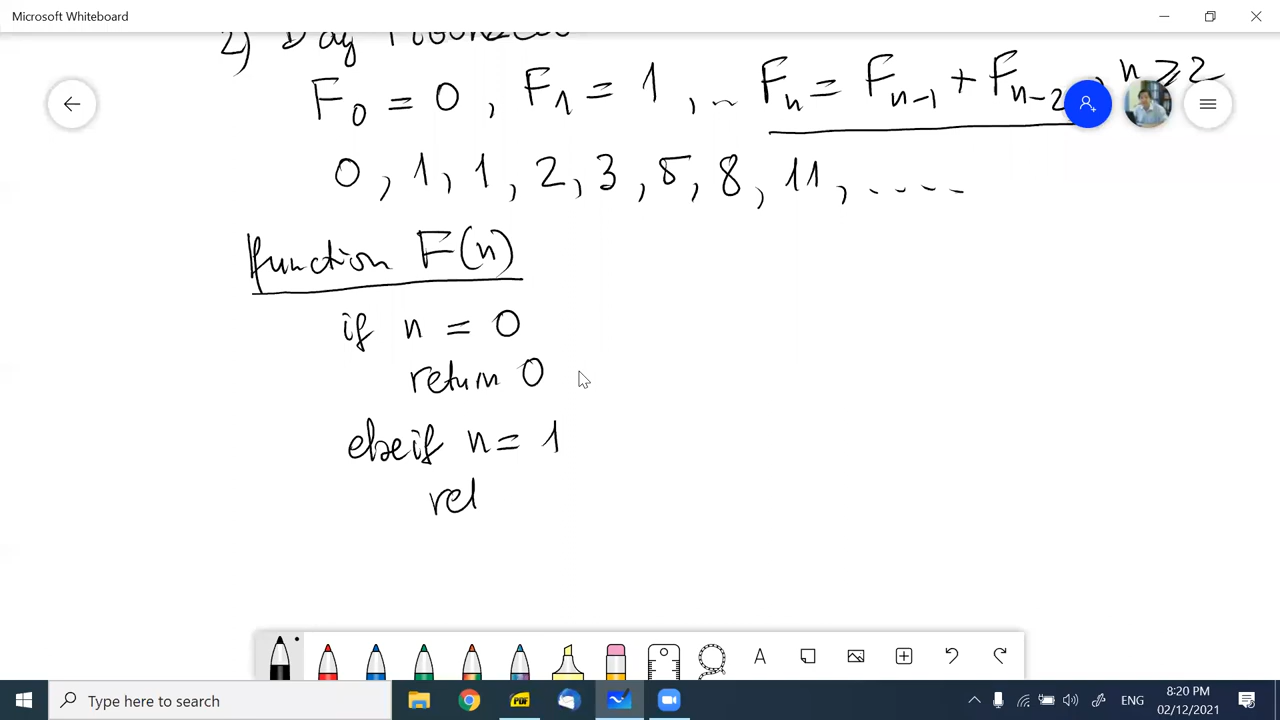 Microsoft Whiteboard
2) Dãy Fibonacci
F₀ = 0, F₁ = 1, .. Fₙ = Fₙ₋₁ + Fₙ₋₂, n ⩾ 2
0, 1, 1, 2, 3, 5, 8, 11, ....
function F(n)
if n = 0
return 0
elseif n = 1
ret
Type here to search
PDF
ENG
8:20 PM
02/12/2021